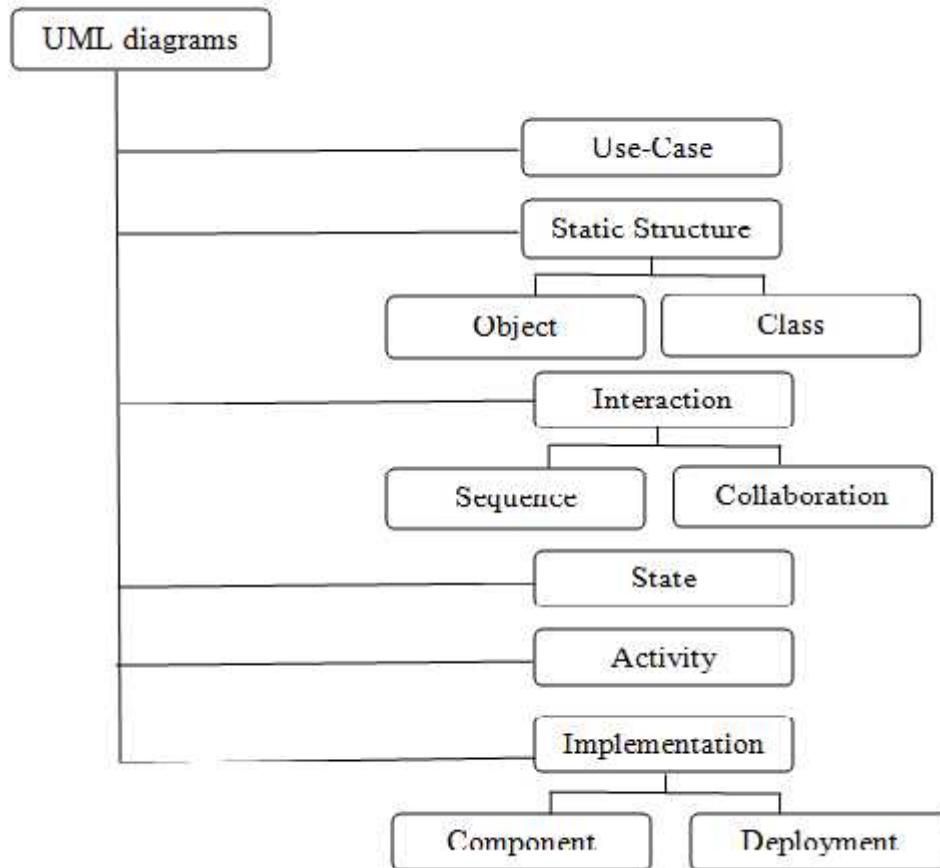 UML diagrams
Use-Case
Static Structure
Object
Class
Interaction
Sequence
Collaboration
State
Activity
Implementation
Component
Deployment